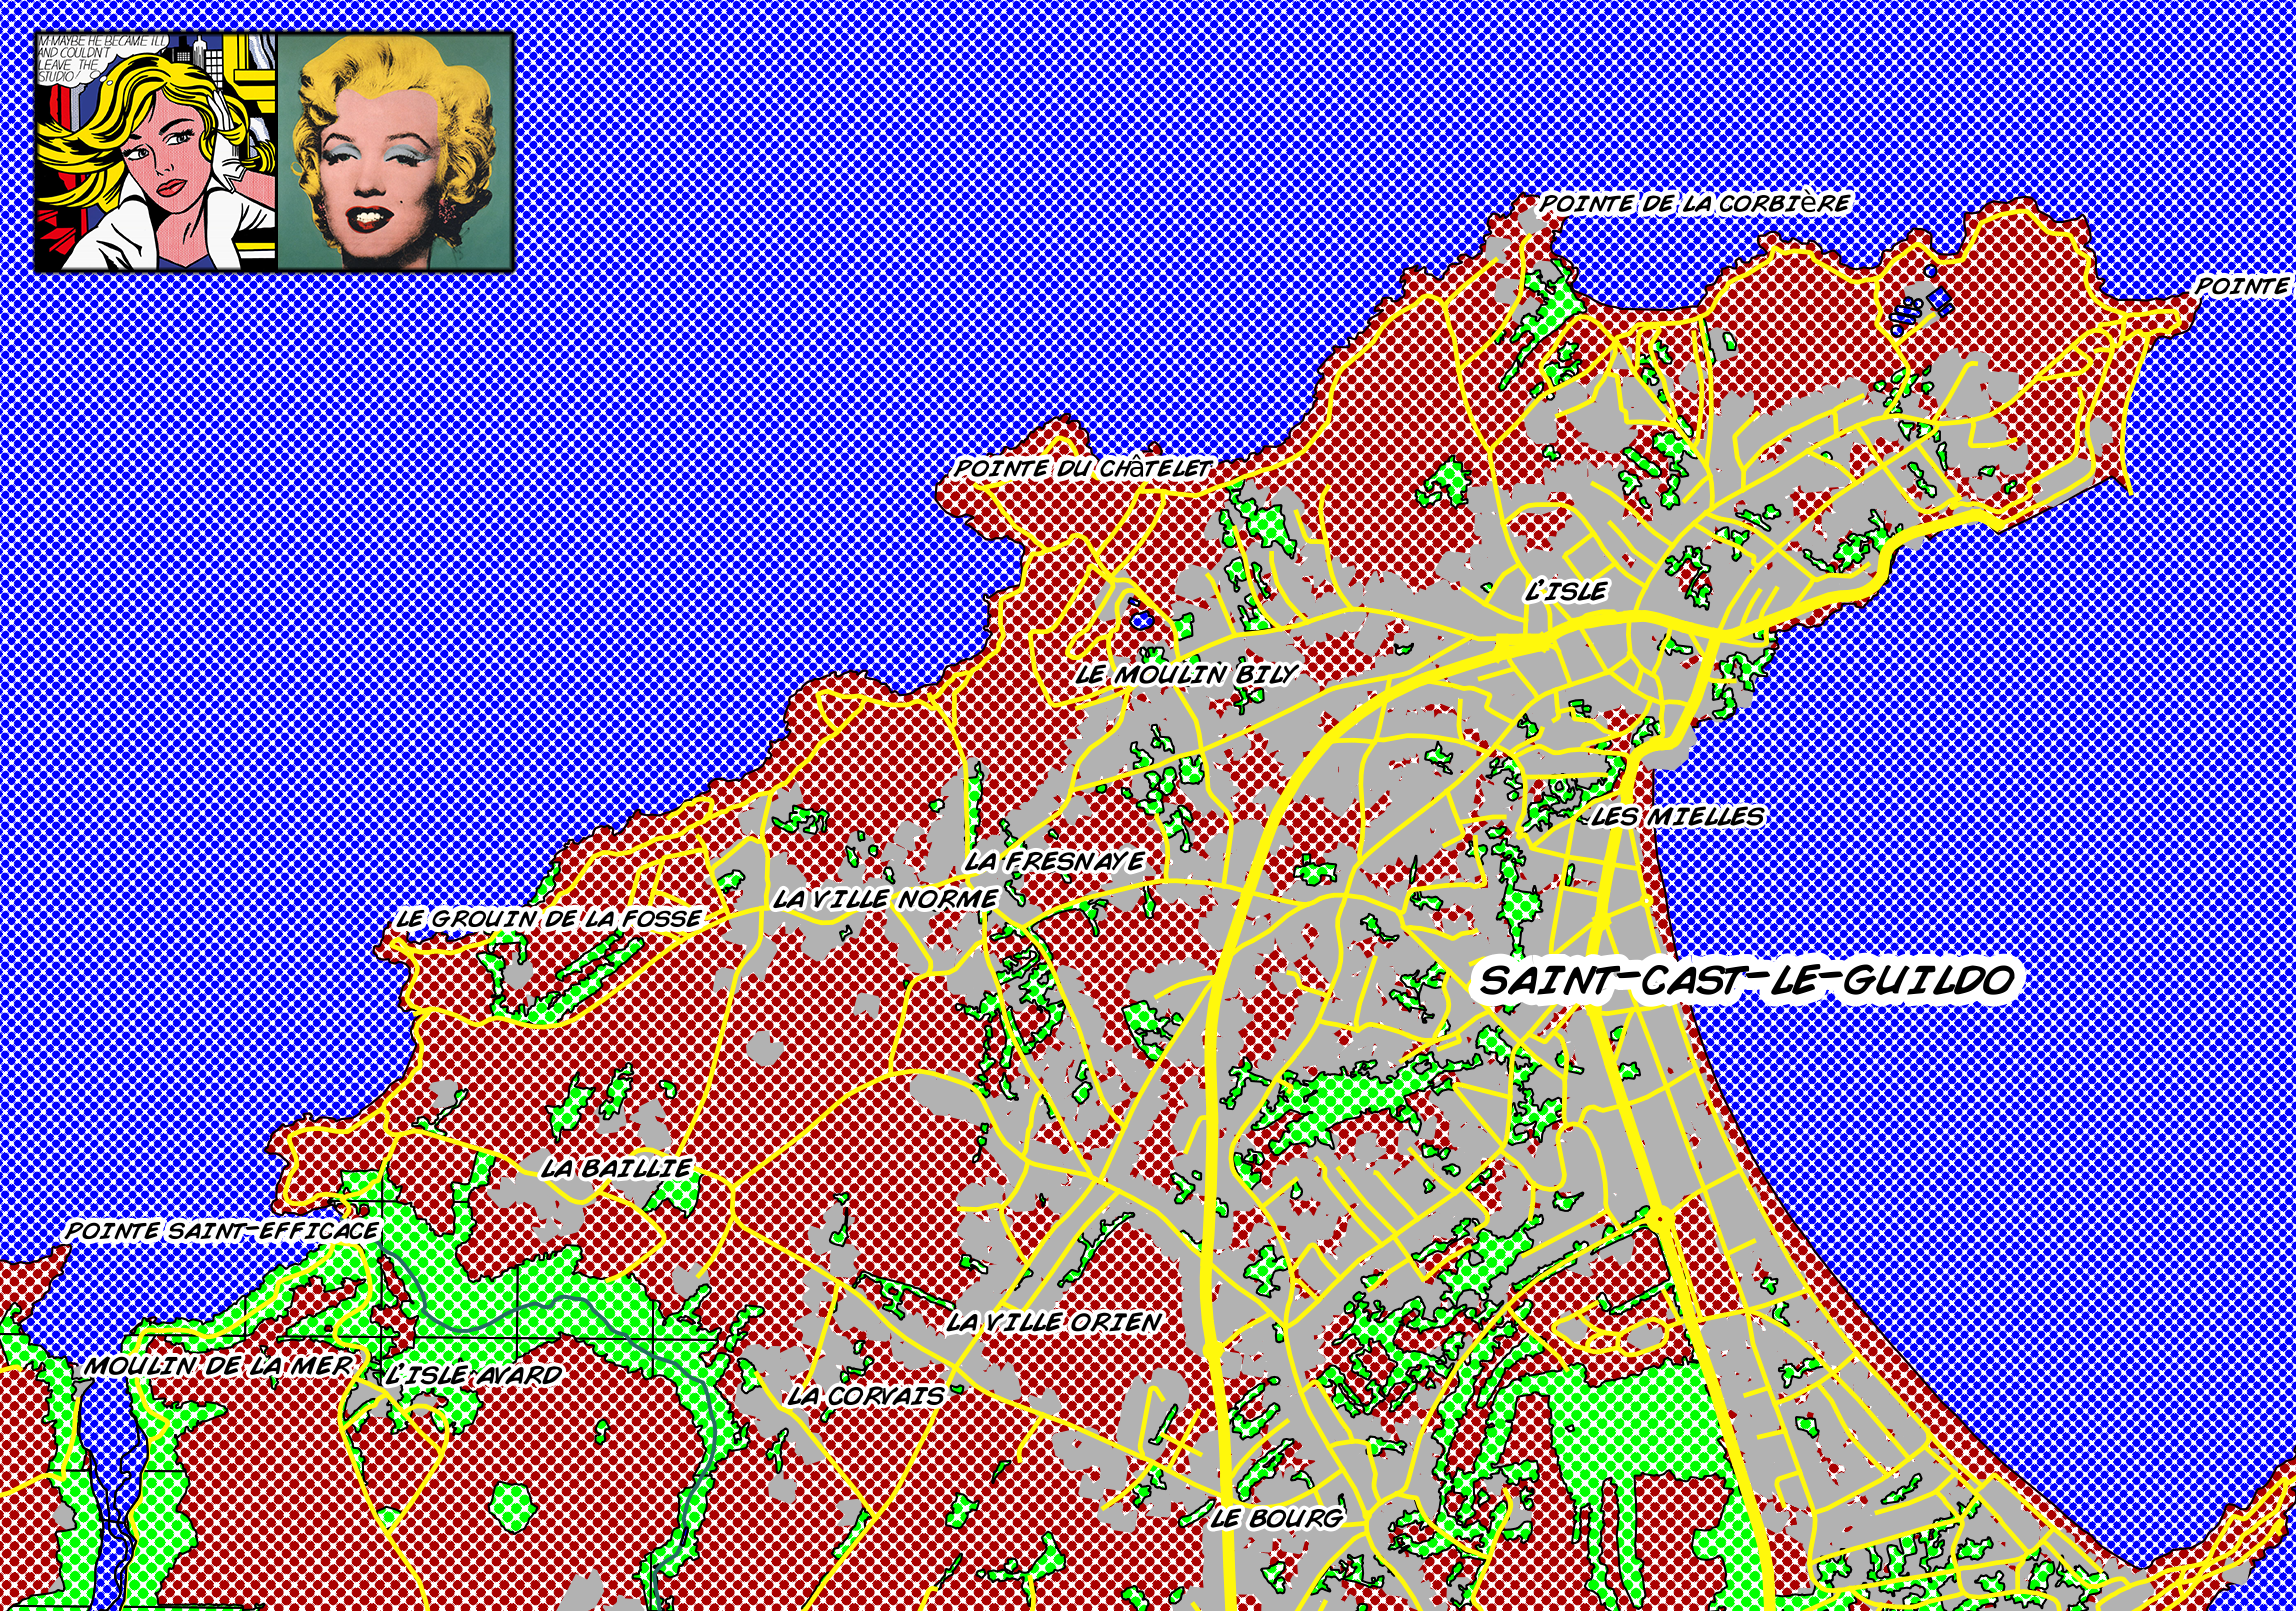 M-MAYBE HE BECAME ILL
AND COULDN'T
LEAVE THE
STUDIO!
POINTE DE LA CORBIÈRE
POINTE
POINTE DU CHÂTELET
L'ISLE
LE MOULIN BILY
LES MIELLES
LA FRESNAYE
LA VILLE NORME
LE GROUIN DE LA FOSSE
SAINT-CAST-LE-GUILDO
LA BAILLIE
POINTE SAINT-EFFICACE
LA VILLE ORIEN
MOULIN DE LA MER
L'ISLE AVARD
LA CORVAIS
LE BOURG